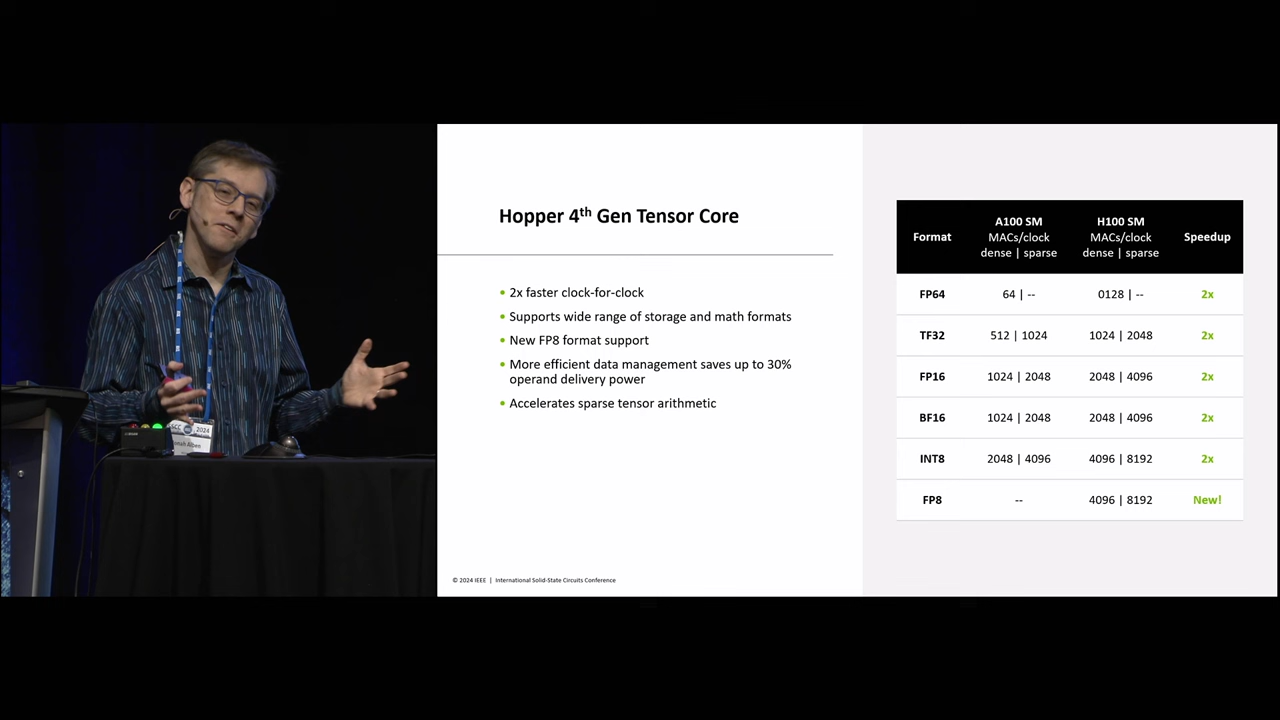 Hopper 4th Gen Tensor Core
• 2x faster clock-for-clock
• Supports wide range of storage and math formats
• New FP8 format support
• More efficient data management saves up to 30%
operand delivery power
• Accelerates sparse tensor arithmetic
© 2024 IEEE | International Solid-State Circuits Conference
Format A100 SM MACs/clock dense | sparse H100 SM MACs/clock dense | sparse Speedup
FP64 64 | -- 0128 | -- 2x
TF32 512 | 1024 1024 | 2048 2x
FP16 1024 | 2048 2048 | 4096 2x
BF16 1024 | 2048 2048 | 4096 2x
INT8 2048 | 4096 4096 | 8192 2x
FP8 -- 4096 | 8192 New!
2024